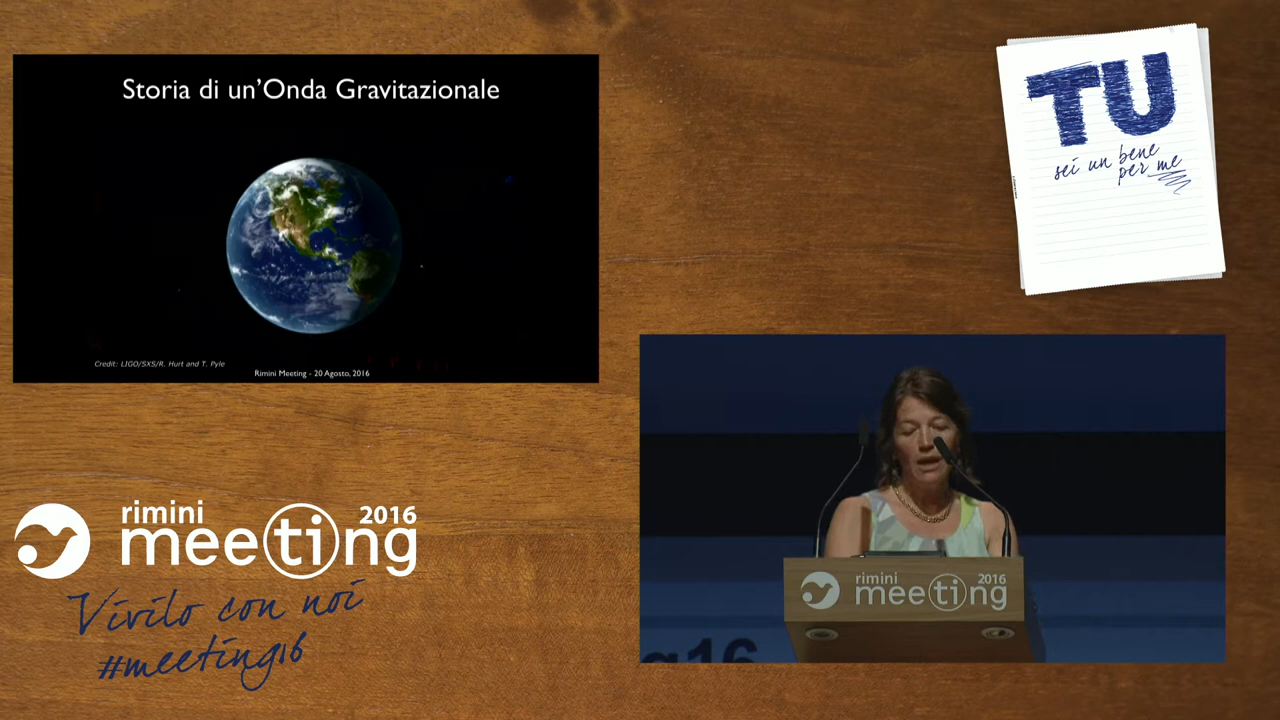 Storia di un'Onda Gravitazionale
Credit: LIGO/SXS/R. Hurt and T. Pyle
Rimini Meeting - 20 Agosto, 2016
TU
sei un bene
per me
rimini
meeting
2016
Vivilo con noi
#meeting16
rimini
meeting
2016
g16